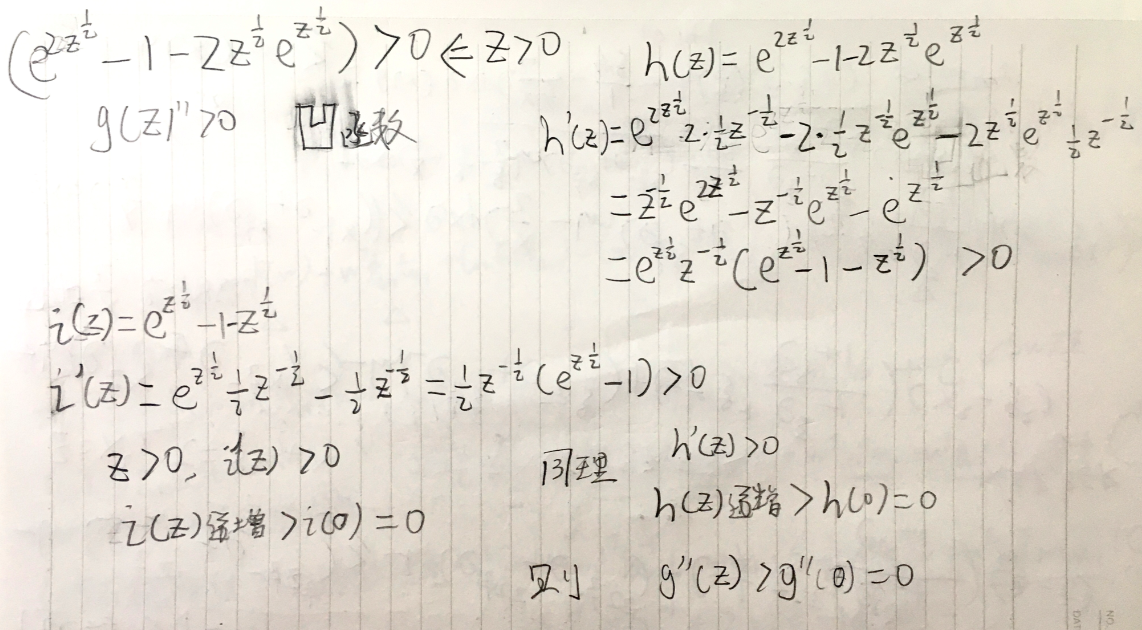 (e^{2z^{\frac{1}{2}}} - 1 - 2z^{\frac{1}{2}}e^{z^{\frac{1}{2}}}) > 0 ⇐ z > 0
g(z)'' > 0 凹函数
h(z) = e^{2z^{\frac{1}{2}}} - 1 - 2z^{\frac{1}{2}}e^{z^{\frac{1}{2}}}
h'(z) = e^{2z^{\frac{1}{2}}} · 2 · \frac{1}{2}z^{-\frac{1}{2}} - 2 · \frac{1}{2}z^{-\frac{1}{2}}e^{z^{\frac{1}{2}}} - 2z^{\frac{1}{2}}e^{z^{\frac{1}{2}}}\frac{1}{2}z^{-\frac{1}{2}}
= z^{-\frac{1}{2}}e^{2z^{\frac{1}{2}}} - z^{-\frac{1}{2}}e^{z^{\frac{1}{2}}} - e^{z^{\frac{1}{2}}}
= e^{z^{\frac{1}{2}}}z^{-\frac{1}{2}}(e^{z^{\frac{1}{2}}} - 1 - z^{\frac{1}{2}}) > 0
i(z) = e^{z^{\frac{1}{2}}} - 1 - z^{\frac{1}{2}}
i'(z) = e^{z^{\frac{1}{2}}}\frac{1}{2}z^{-\frac{1}{2}} - \frac{1}{2}z^{-\frac{1}{2}} = \frac{1}{2}z^{-\frac{1}{2}}(e^{z^{\frac{1}{2}}} - 1) > 0
z > 0, i'(z) > 0
i(z)递增 > i(0) = 0
同理 h'(z) > 0
h(z)递增 > h(0) = 0
则 g''(z) > g''(0) = 0